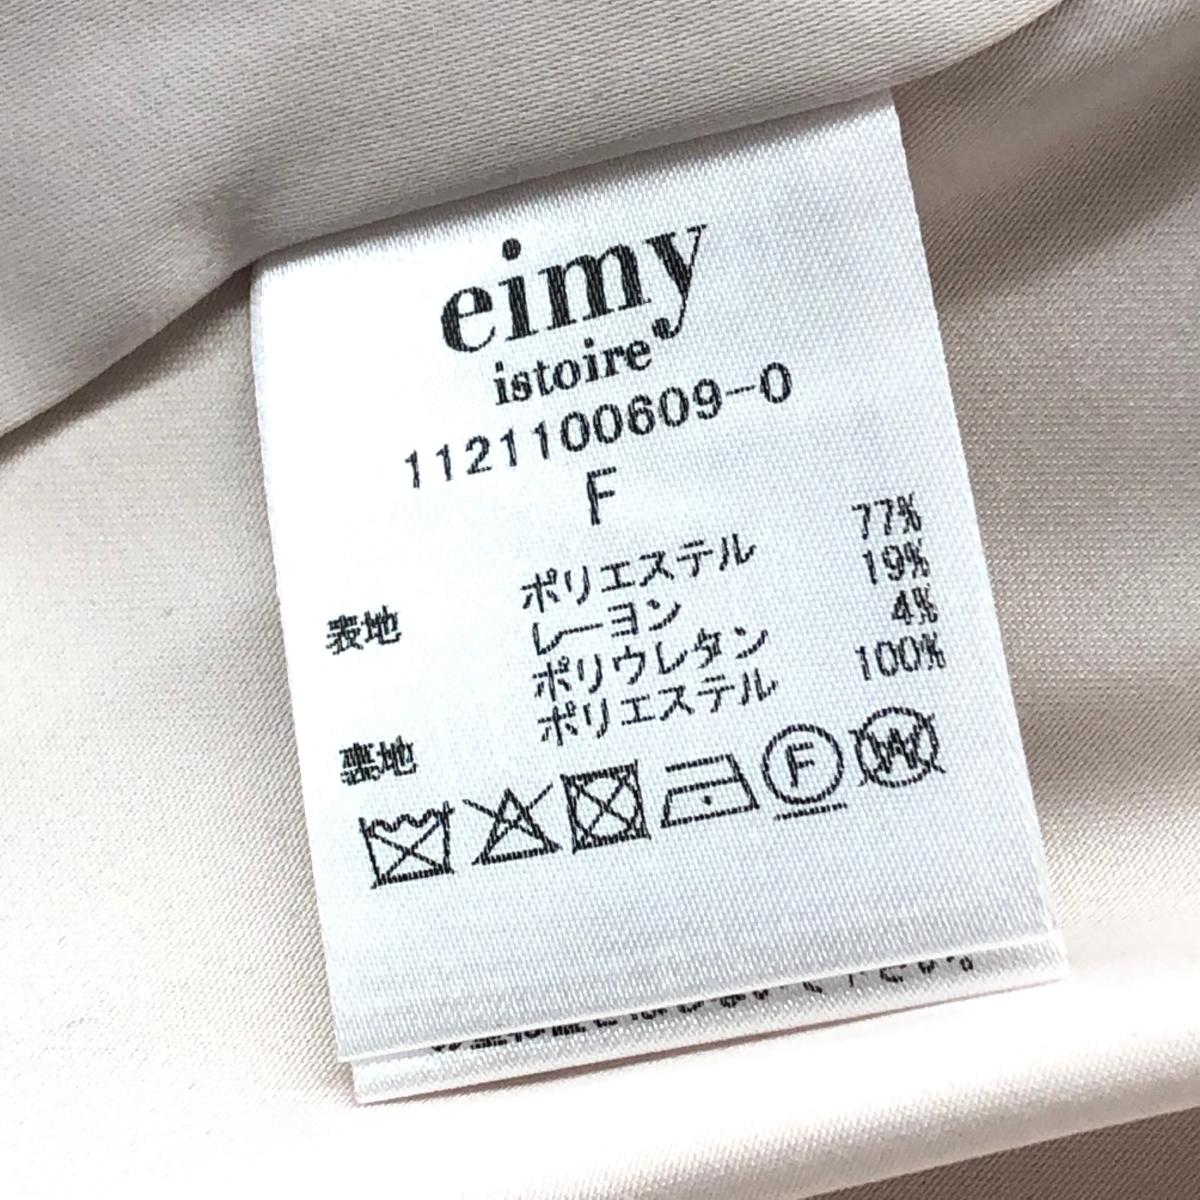 eimy
istoire
1121100609-0
F
表地 ポリエステル 77%
レーヨン 19%
ポリウレタン 4%
裏地 ポリエステル 100%
F W